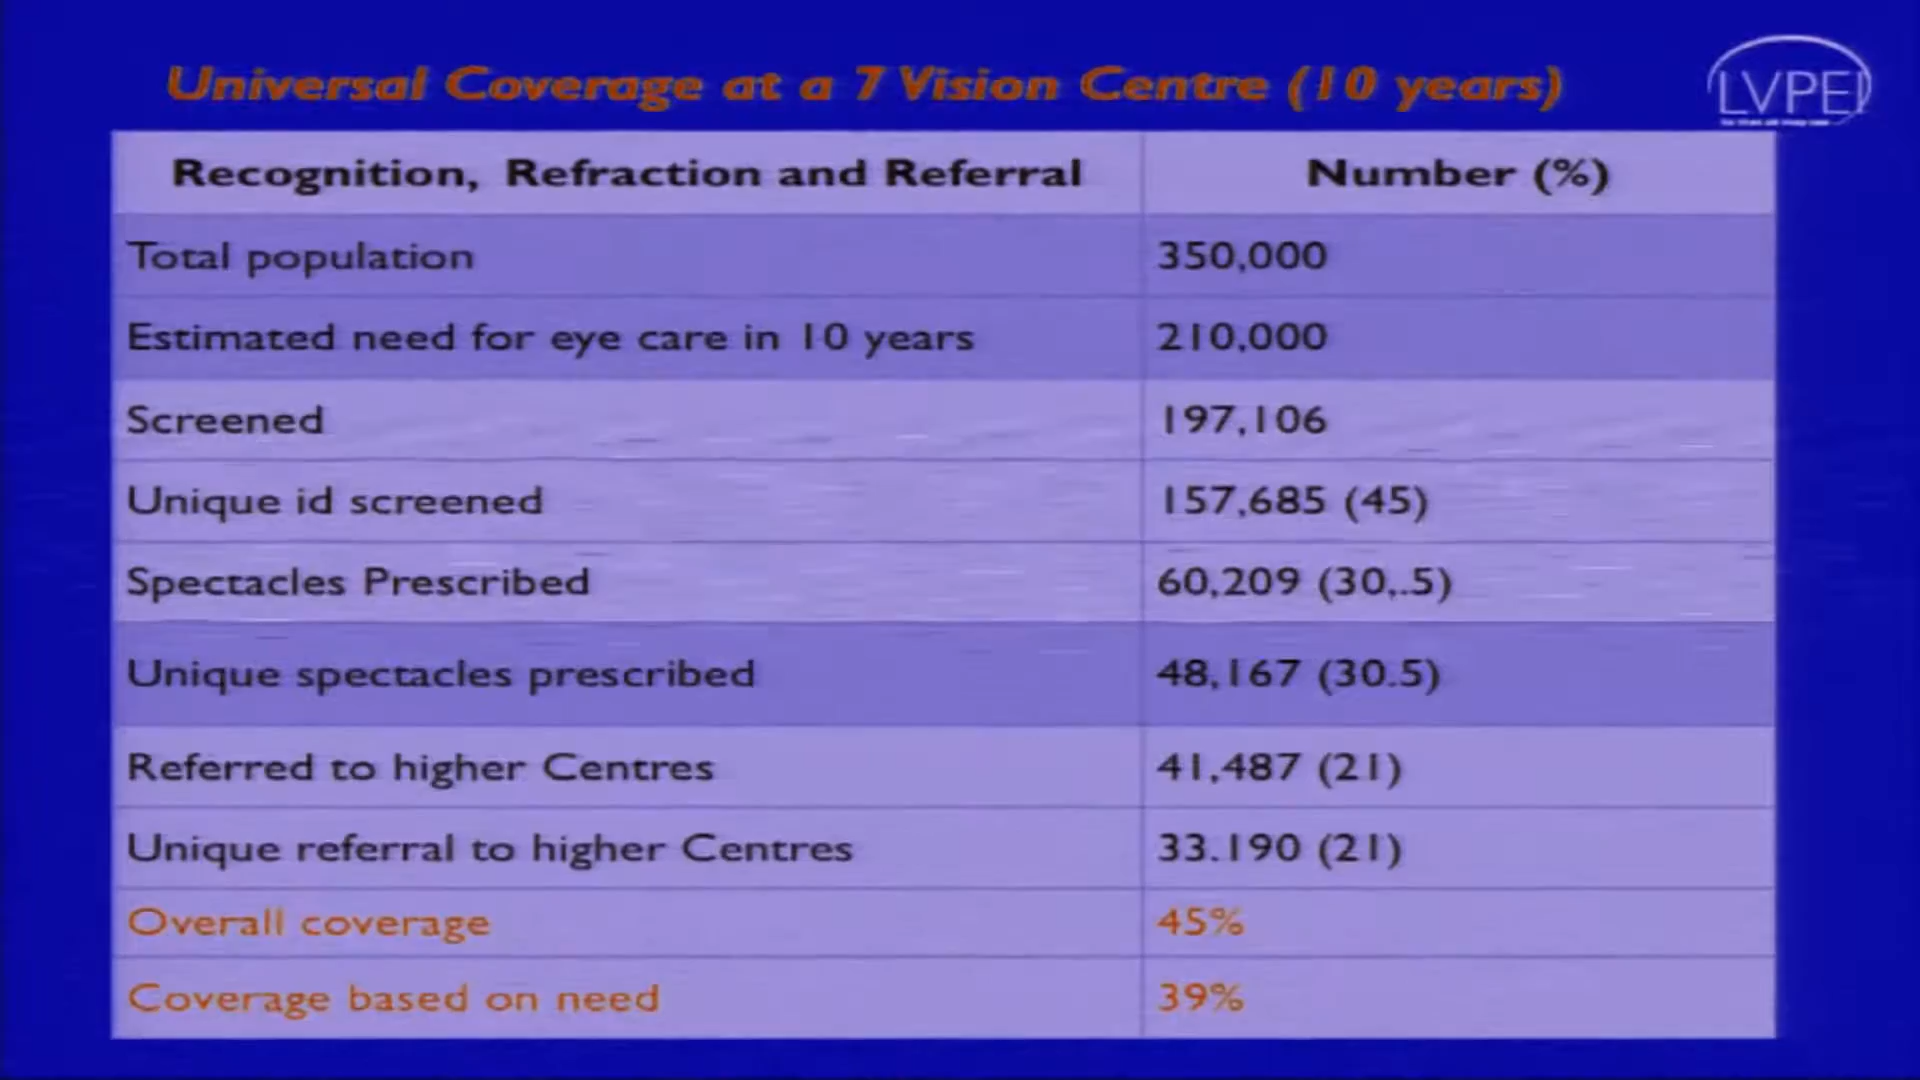 Universal Coverage at a 7 Vision Centre (10 years)
LVPEI
Recognition, Refraction and Referral Number (%)
Total population 350,000
Estimated need for eye care in 10 years 210,000
Screened 197,106
Unique id screened 157,685 (45)
Spectacles Prescribed 60,209 (30,.5)
Unique spectacles prescribed 48,167 (30.5)
Referred to higher Centres 41,487 (21)
Unique referral to higher Centres 33.190 (21)
Overall coverage 45%
Coverage based on need 39%